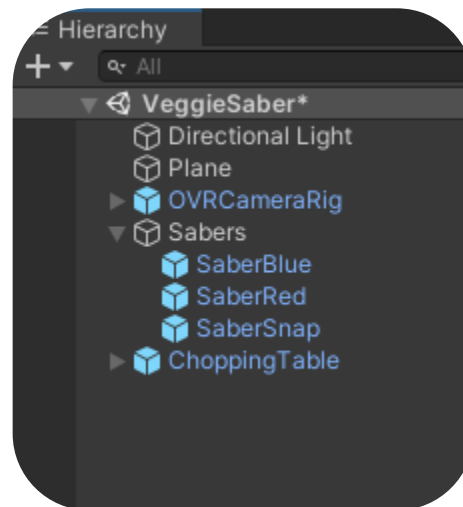 Hierarchy
All
VeggieSaber*
Directional Light
Plane
OVRCameraRig
Sabers
SaberBlue
SaberRed
SaberSnap
ChoppingTable